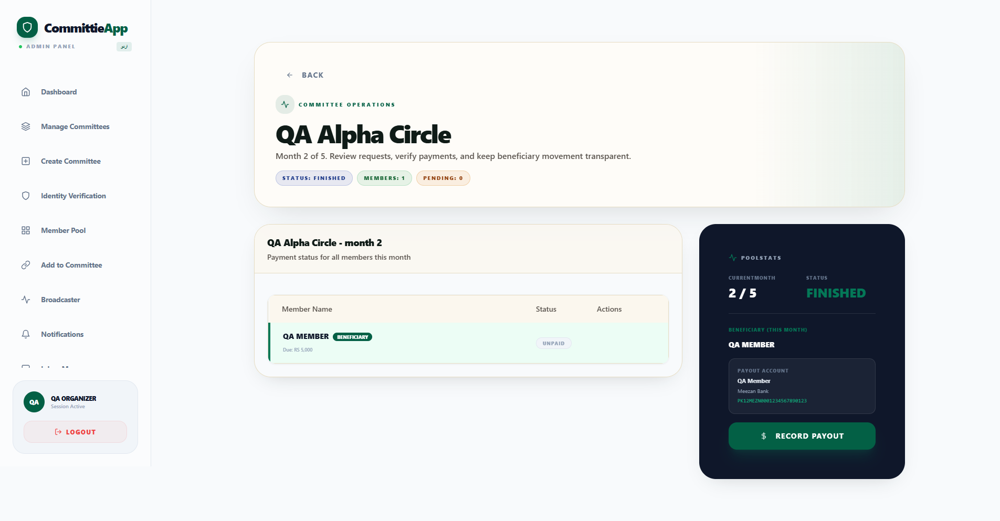 CommittieApp
ADMIN PANEL
اردو
Dashboard
Manage Committees
Create Committee
Identity Verification
Member Pool
Add to Committee
Broadcaster
Notifications
QA
QA ORGANIZER
Session Active
LOGOUT
BACK
COMMITTEE OPERATIONS
QA Alpha Circle
Month 2 of 5. Review requests, verify payments, and keep beneficiary movement transparent.
STATUS: FINISHED
MEMBERS: 1
PENDING: 0
QA Alpha Circle - month 2
Payment status for all members this month
Member Name Status Actions
QA MEMBER BENEFICIARY
Due: RS 5,000
UNPAID
POOLSTATS
CURRENTMONTH STATUS
2 / 5 FINISHED
BENEFICIARY (THIS MONTH)
QA MEMBER
PAYOUT ACCOUNT
QA Member
Meezan Bank
PK12MEZN0001234567890123
$ RECORD PAYOUT